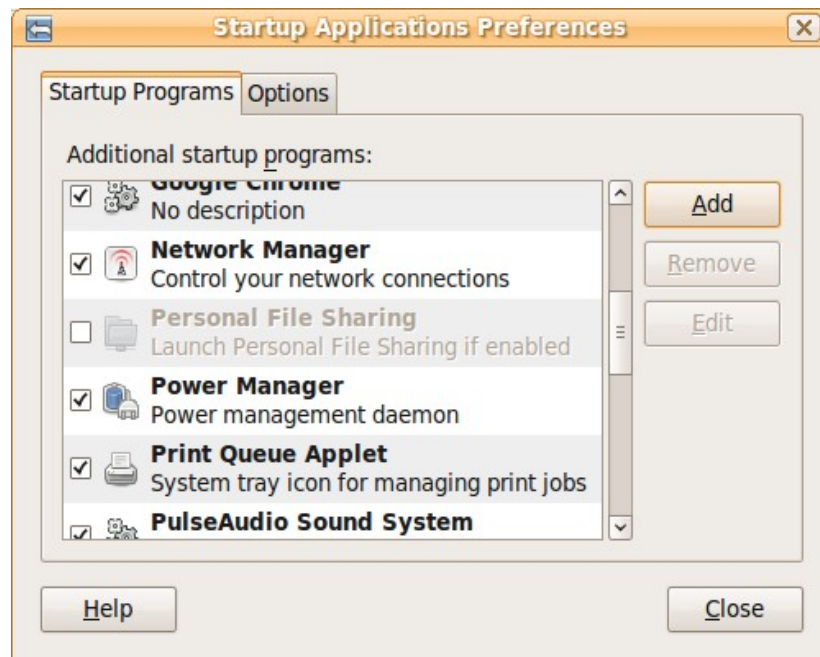 Startup Applications Preferences
Startup Programs
Options
Additional startup programs:
Google Chrome
No description
Network Manager
Control your network connections
Personal File Sharing
Launch Personal File Sharing if enabled
Power Manager
Power management daemon
Print Queue Applet
System tray icon for managing print jobs
PulseAudio Sound System
Add
Remove
Edit
Help
Close